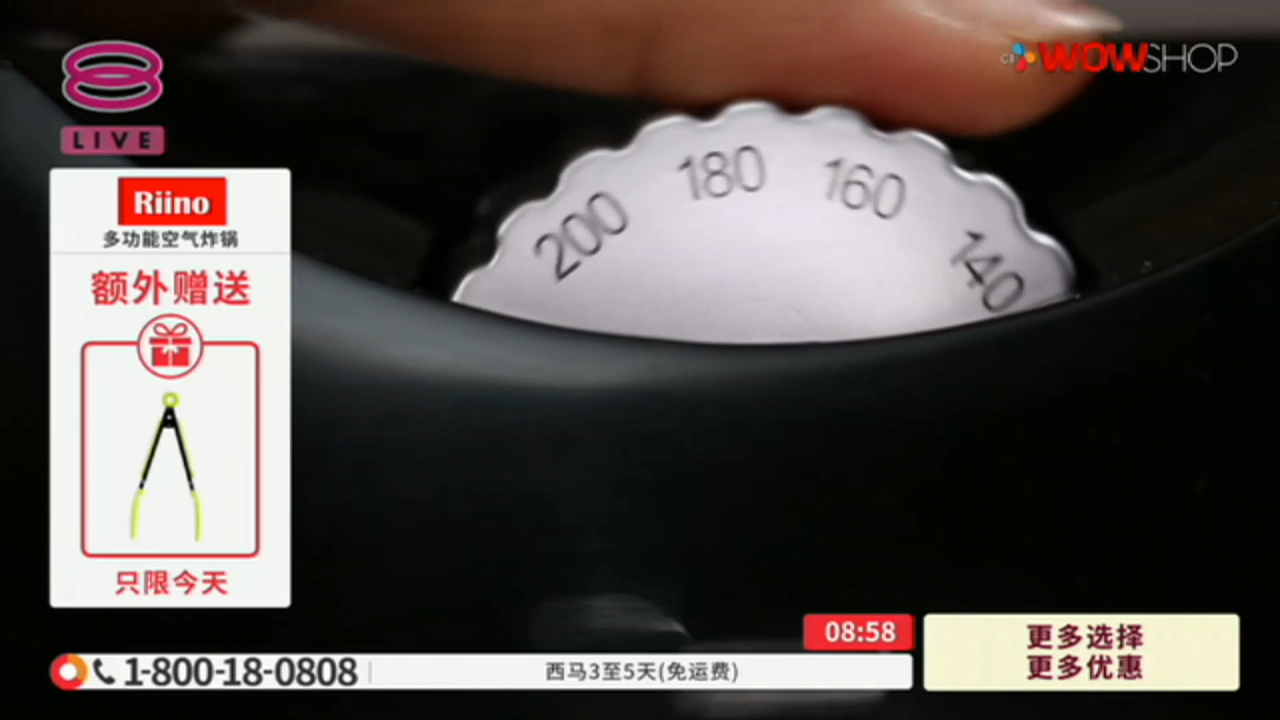 CJ WOWSHOP
LIVE
200 180 160 140
Riino
多功能空气炸锅
额外赠送
只限今天
08:58
更多选择
更多优惠
1-800-18-0808
西马3至5天(免运费)